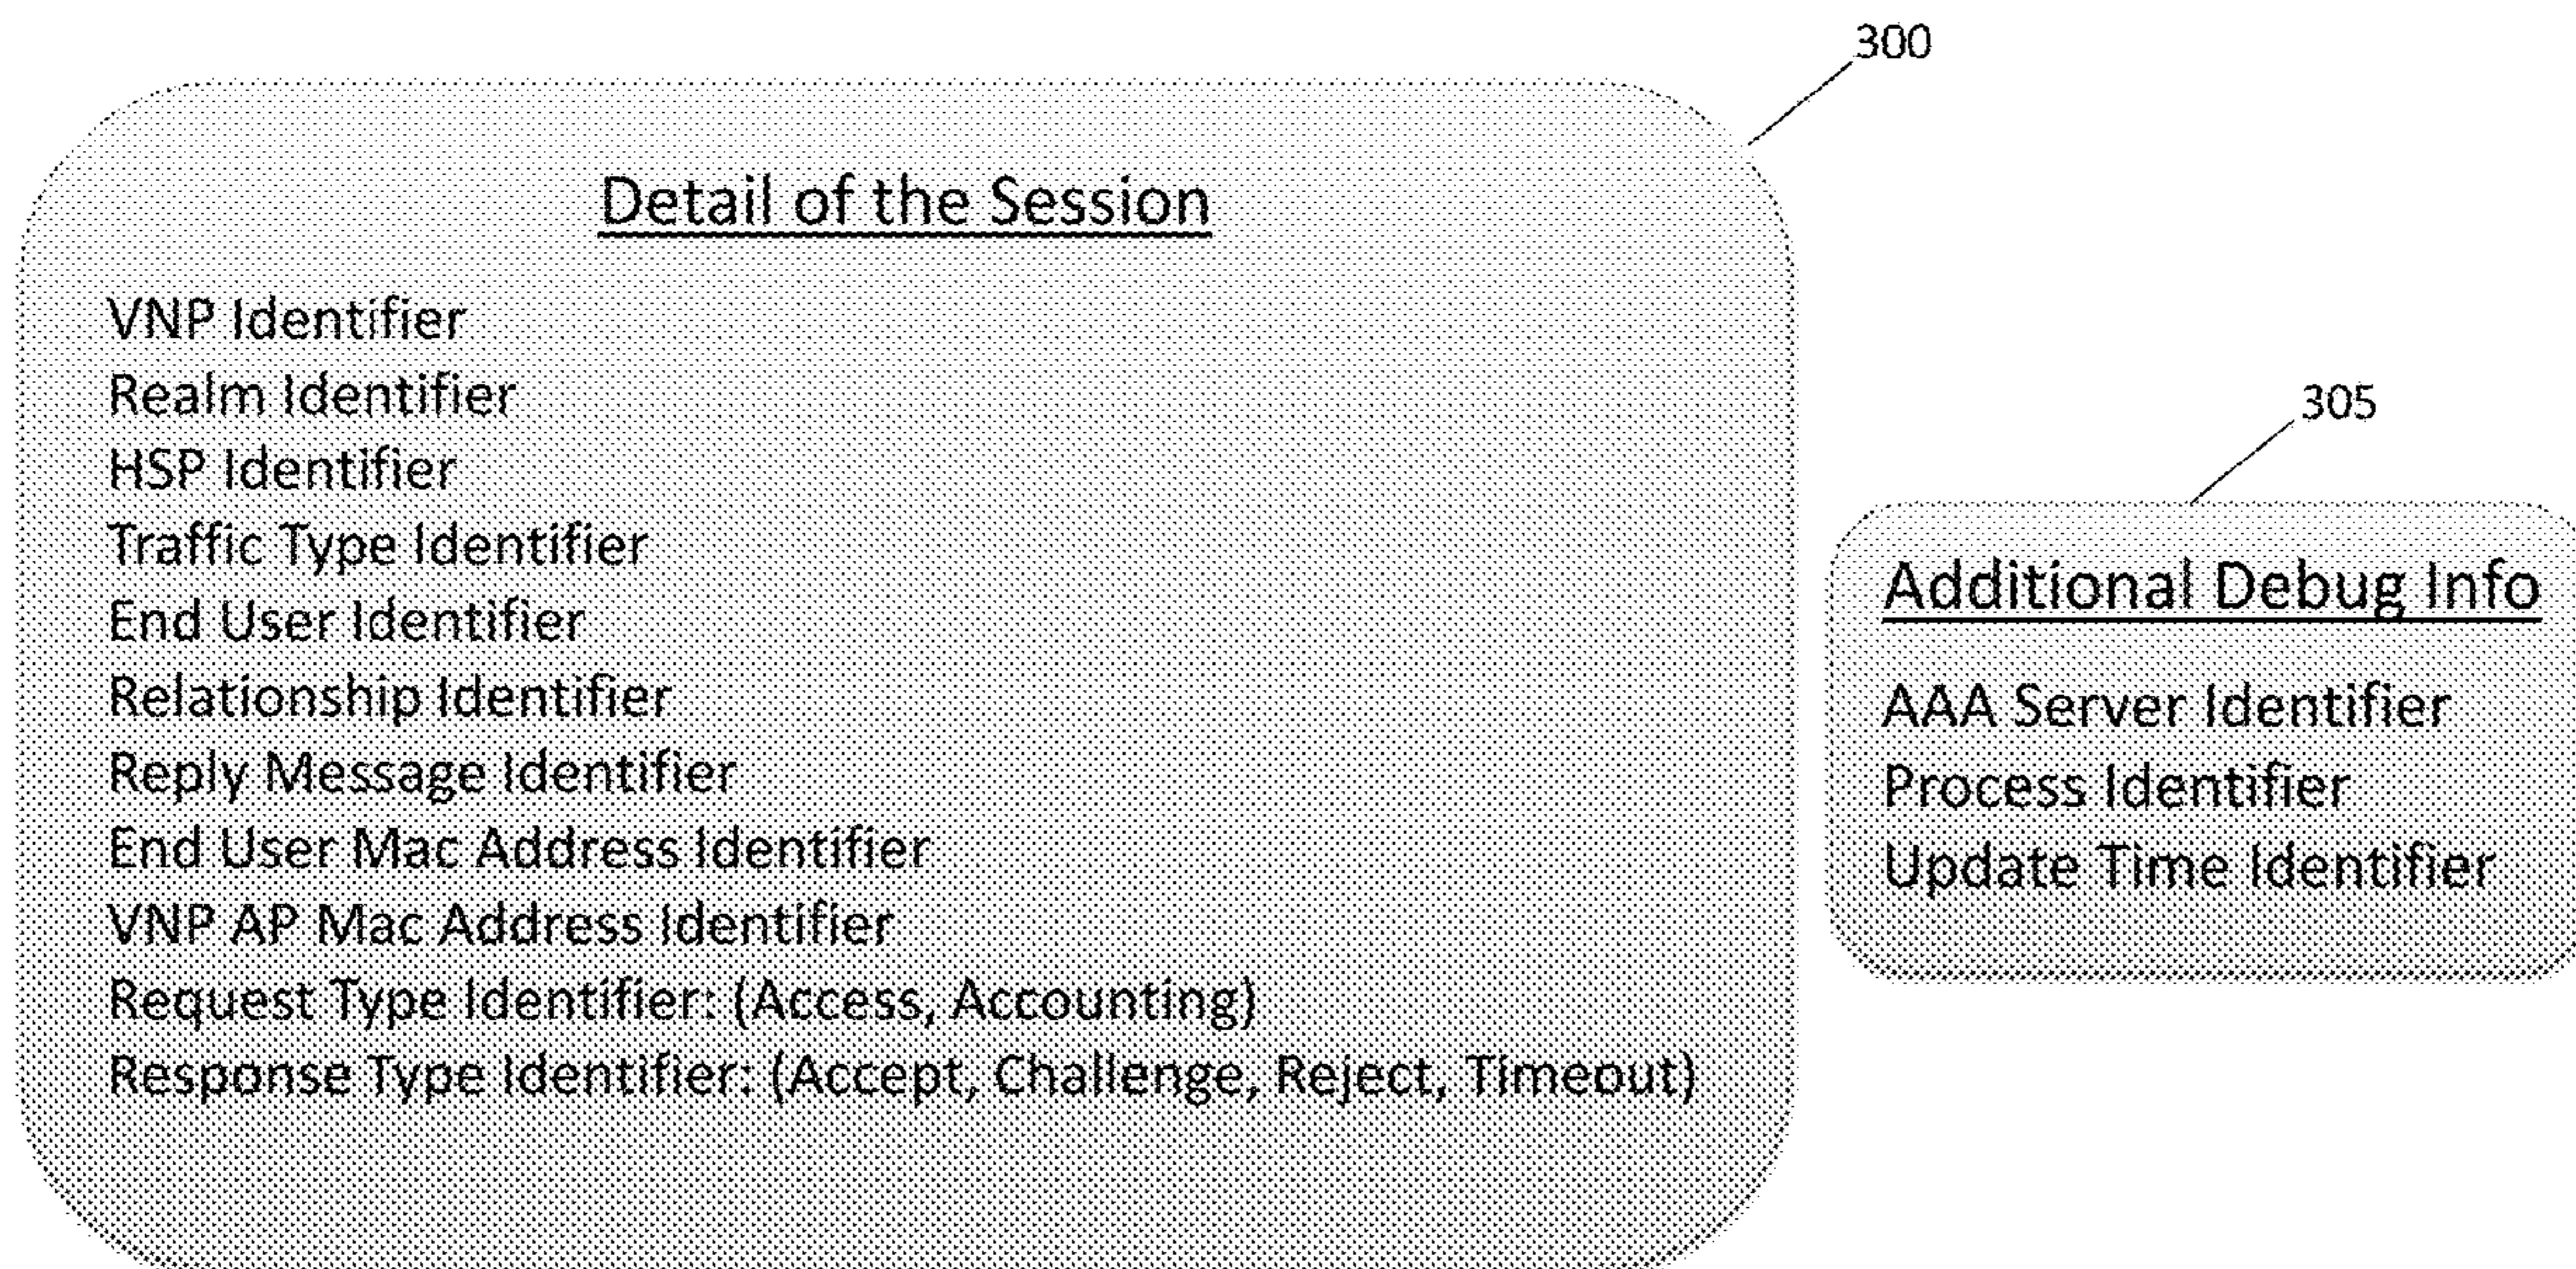 300
Detail of the Session
VNP Identifier
Realm Identifier
HSP Identifier
Traffic Type Identifier
End User Identifier
Relationship Identifier
Reply Message Identifier
End User Mac Address Identifier
VNP AP Mac Address Identifier
Request Type Identifier: (Access, Accounting)
Response Type Identifier: (Accept, Challenge, Reject, Timeout)
305
Additional Debug Info
AAA Server Identifier
Process Identifier
Update Time Identifier